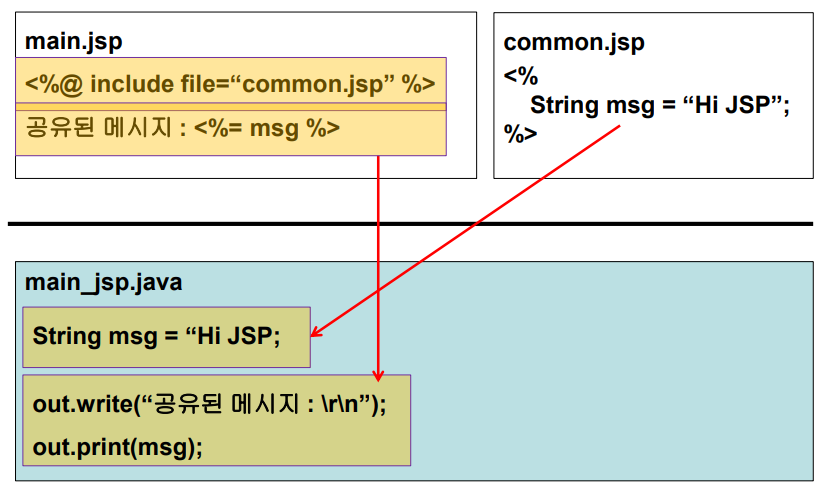 main.jsp
<%@ include file=“common.jsp” %>
공유된 메시지 : <%= msg %>
common.jsp
<%
String msg = “Hi JSP”;
%>
main_jsp.java
String msg = “Hi JSP;
out.write(“공유된 메시지 : \r\n”);
out.print(msg);